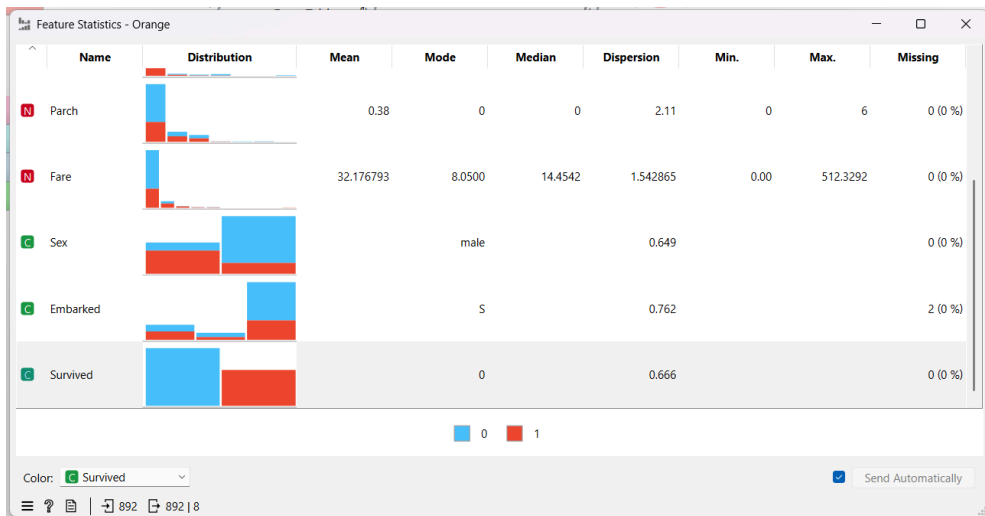 Feature Statistics - Orange
Name Distribution Mean Mode Median Dispersion Min. Max. Missing
N Parch 0.38 0 0 2.11 0 6 0 (0 %)
N Fare 32.176793 8.0500 14.4542 1.542865 0.00 512.3292 0 (0 %)
C Sex male 0.649 0 (0 %)
C Embarked S 0.762 2 (0 %)
C Survived 0 0.666 0 (0 %)
0 1
Color: C Survived Send Automatically
? 892 892 | 8